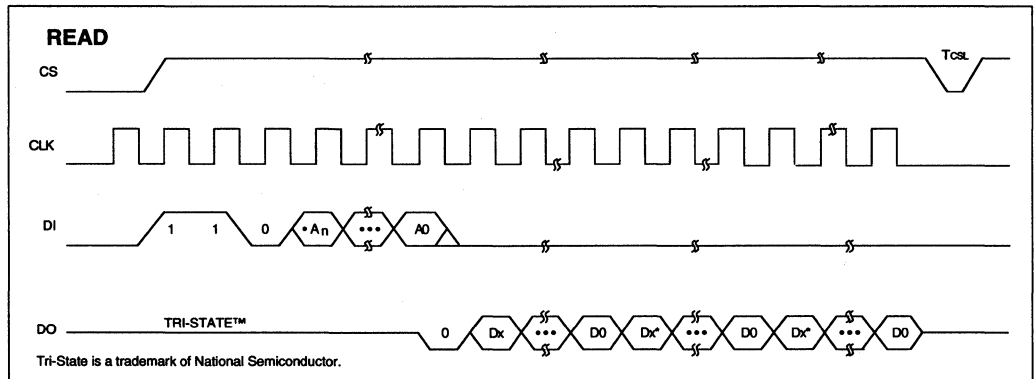 READ
CS
TCSL
CLK
DI
1 1 0 •An ••• A0
DO
TRI-STATE™
0 Dx ••• D0 Dx* ••• D0 Dx* ••• D0
Tri-State is a trademark of National Semiconductor.